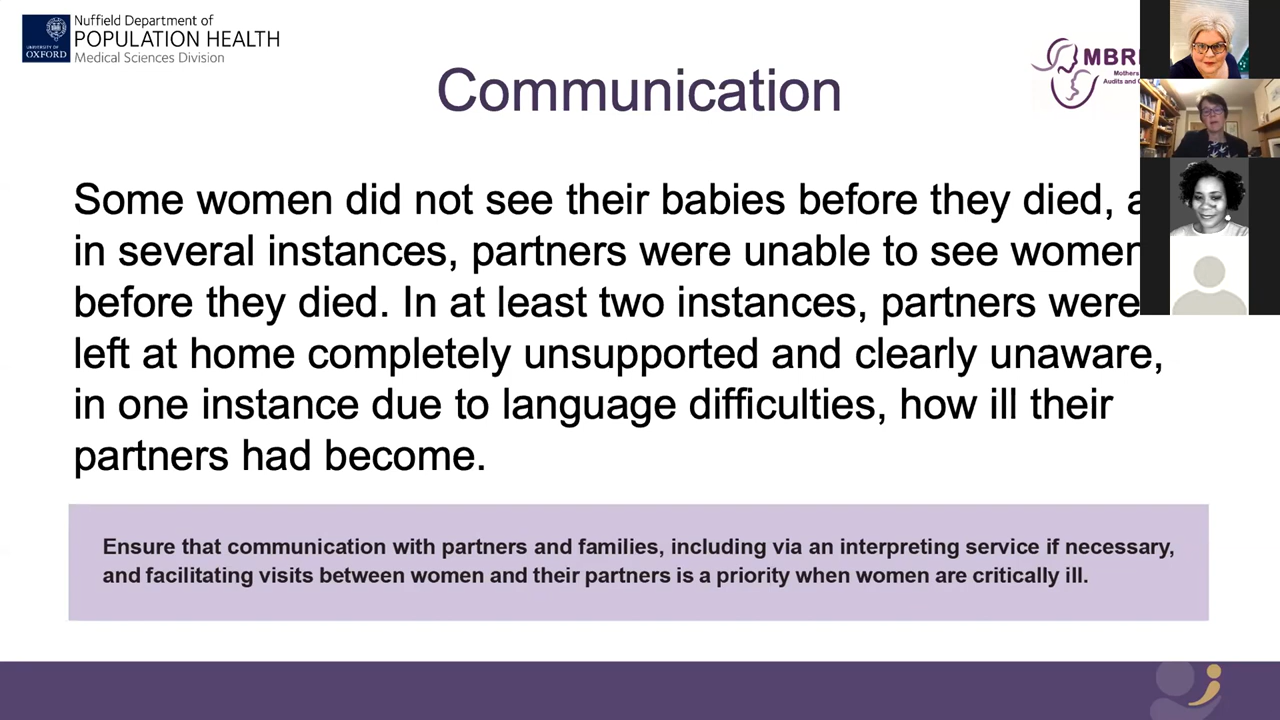 Nuffield Department of
POPULATION HEALTH
Medical Sciences Division
UNIVERSITY OF
OXFORD
Communication
Mothers
Audits and
Some women did not see their babies before they died,
in several instances, partners were unable to see women
before they died. In at least two instances, partners were
left at home completely unsupported and clearly unaware,
in one instance due to language difficulties, how ill their
partners had become.
Ensure that communication with partners and families, including via an interpreting service if necessary,
and facilitating visits between women and their partners is a priority when women are critically ill.